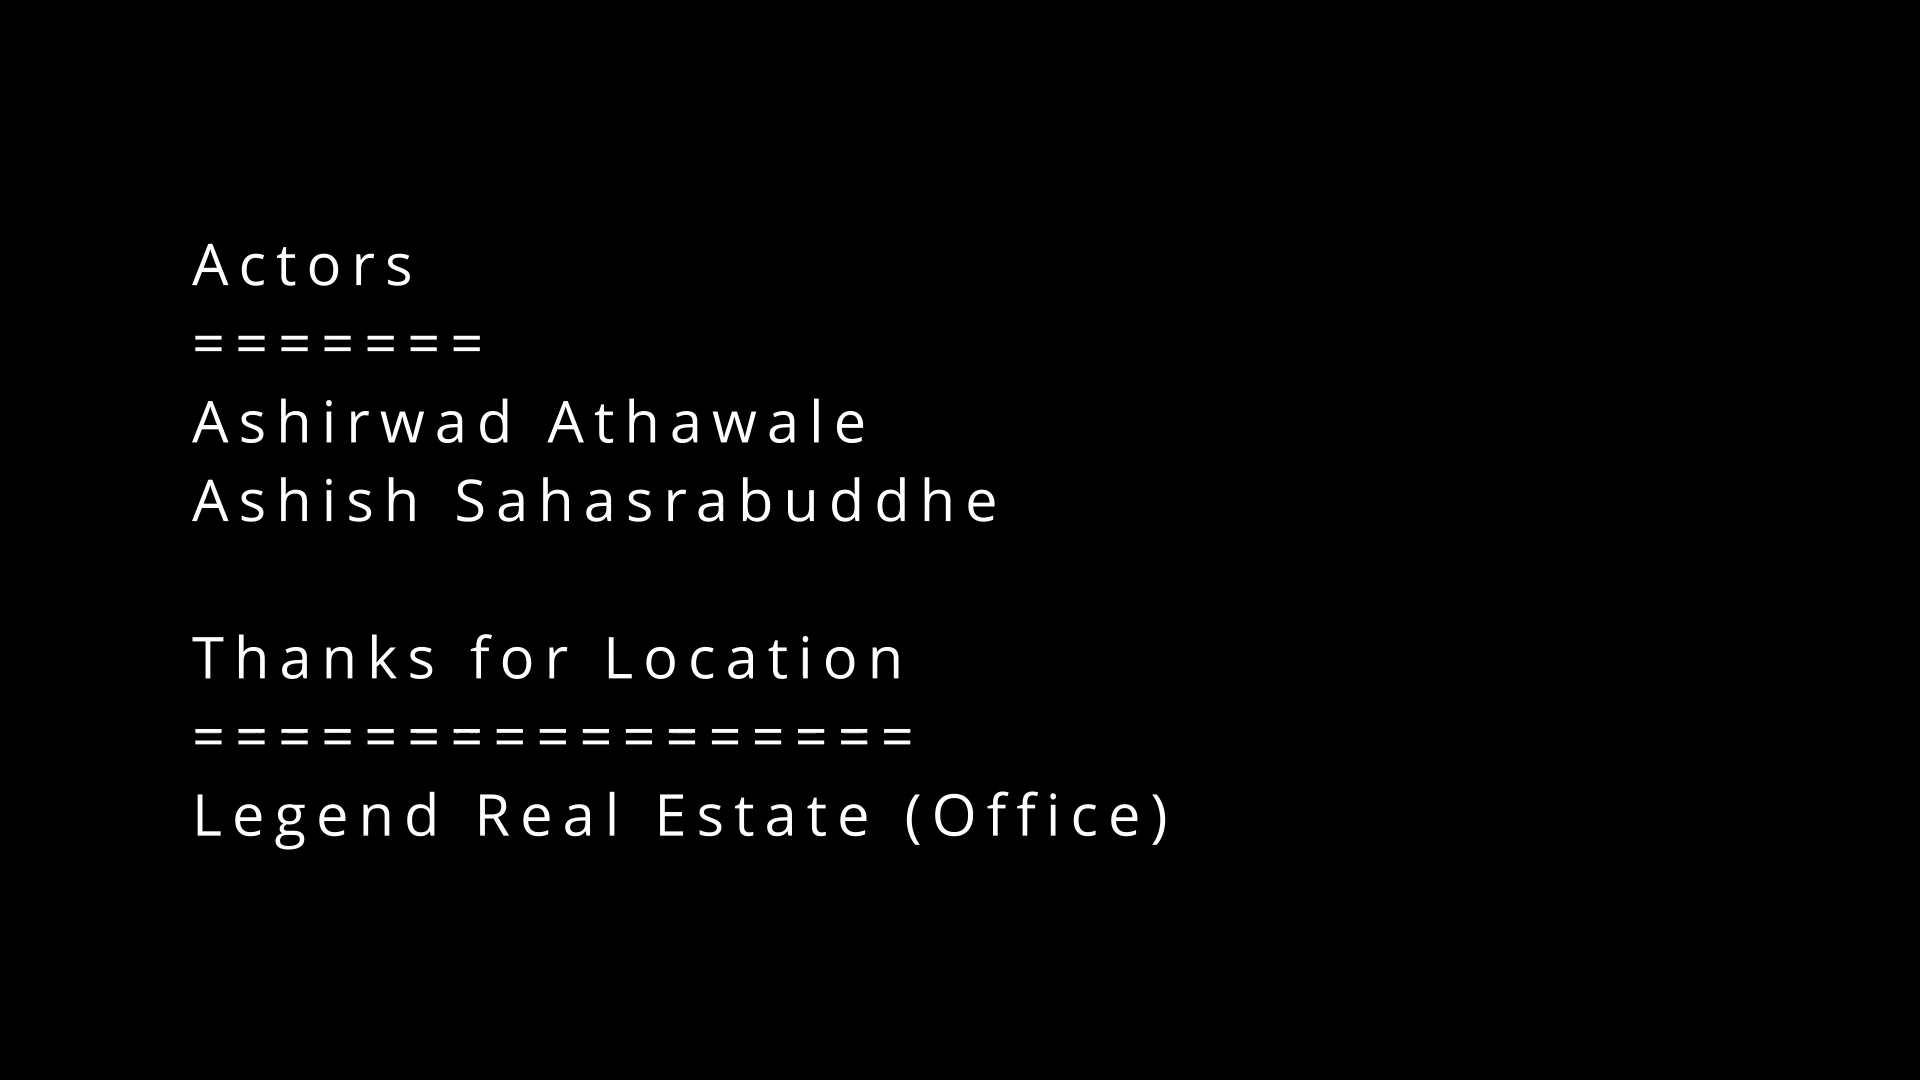 Actors
=======
Ashirwad Athawale
Ashish Sahasrabuddhe
Thanks for Location
=================
Legend Real Estate (Office)